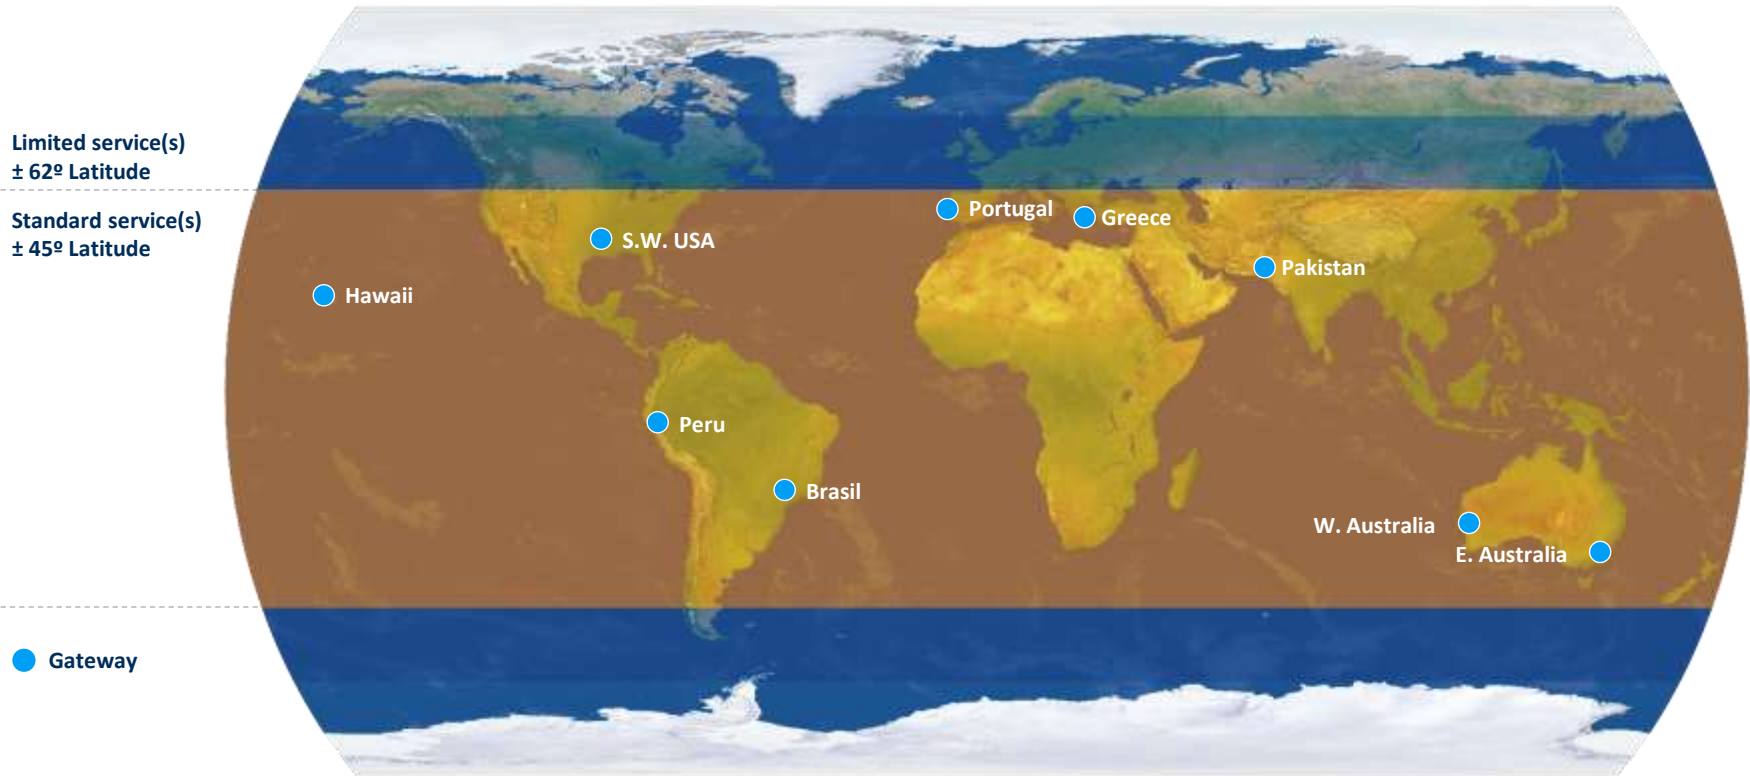 Limited service(s)
± 62º Latitude
Standard service(s)
± 45º Latitude
Portugal
Greece
S.W. USA
Pakistan
Hawaii
Peru
Brasil
W. Australia
E. Australia
Gateway